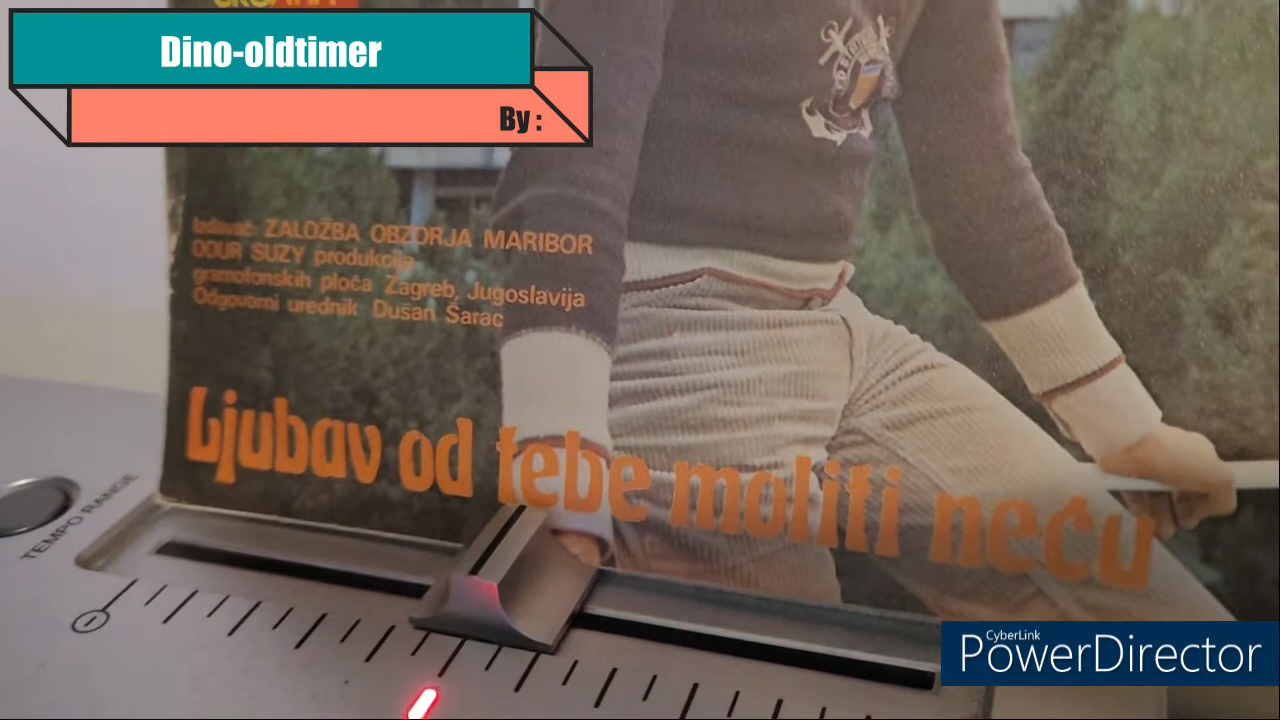 Dino-oldtimer
By :
Izdavač ZALOŽBA OBZORJA MARIBOR
OOUR SUZY produkcija
gramofonskih ploča Zagreb, Jugoslavija
Odgovorni urednik Dušan Šarac
Ljubav od tebe moliti neću
TEMPO RANGE
CyberLink
PowerDirector